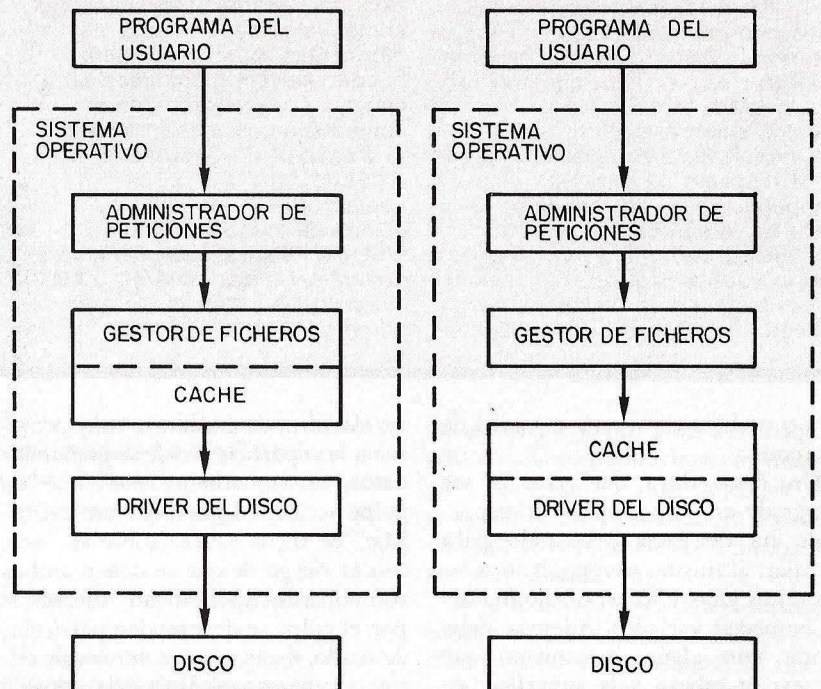 PROGRAMA DEL
USUARIO
SISTEMA
OPERATIVO
ADMINISTRADOR DE
PETICIONES
GESTOR DE FICHEROS
CACHE
DRIVER DEL DISCO
DISCO
PROGRAMA DEL
USUARIO
SISTEMA
OPERATIVO
ADMINISTRADOR DE
PETICIONES
GESTOR DE FICHEROS
CACHE
DRIVER DEL DISCO
DISCO